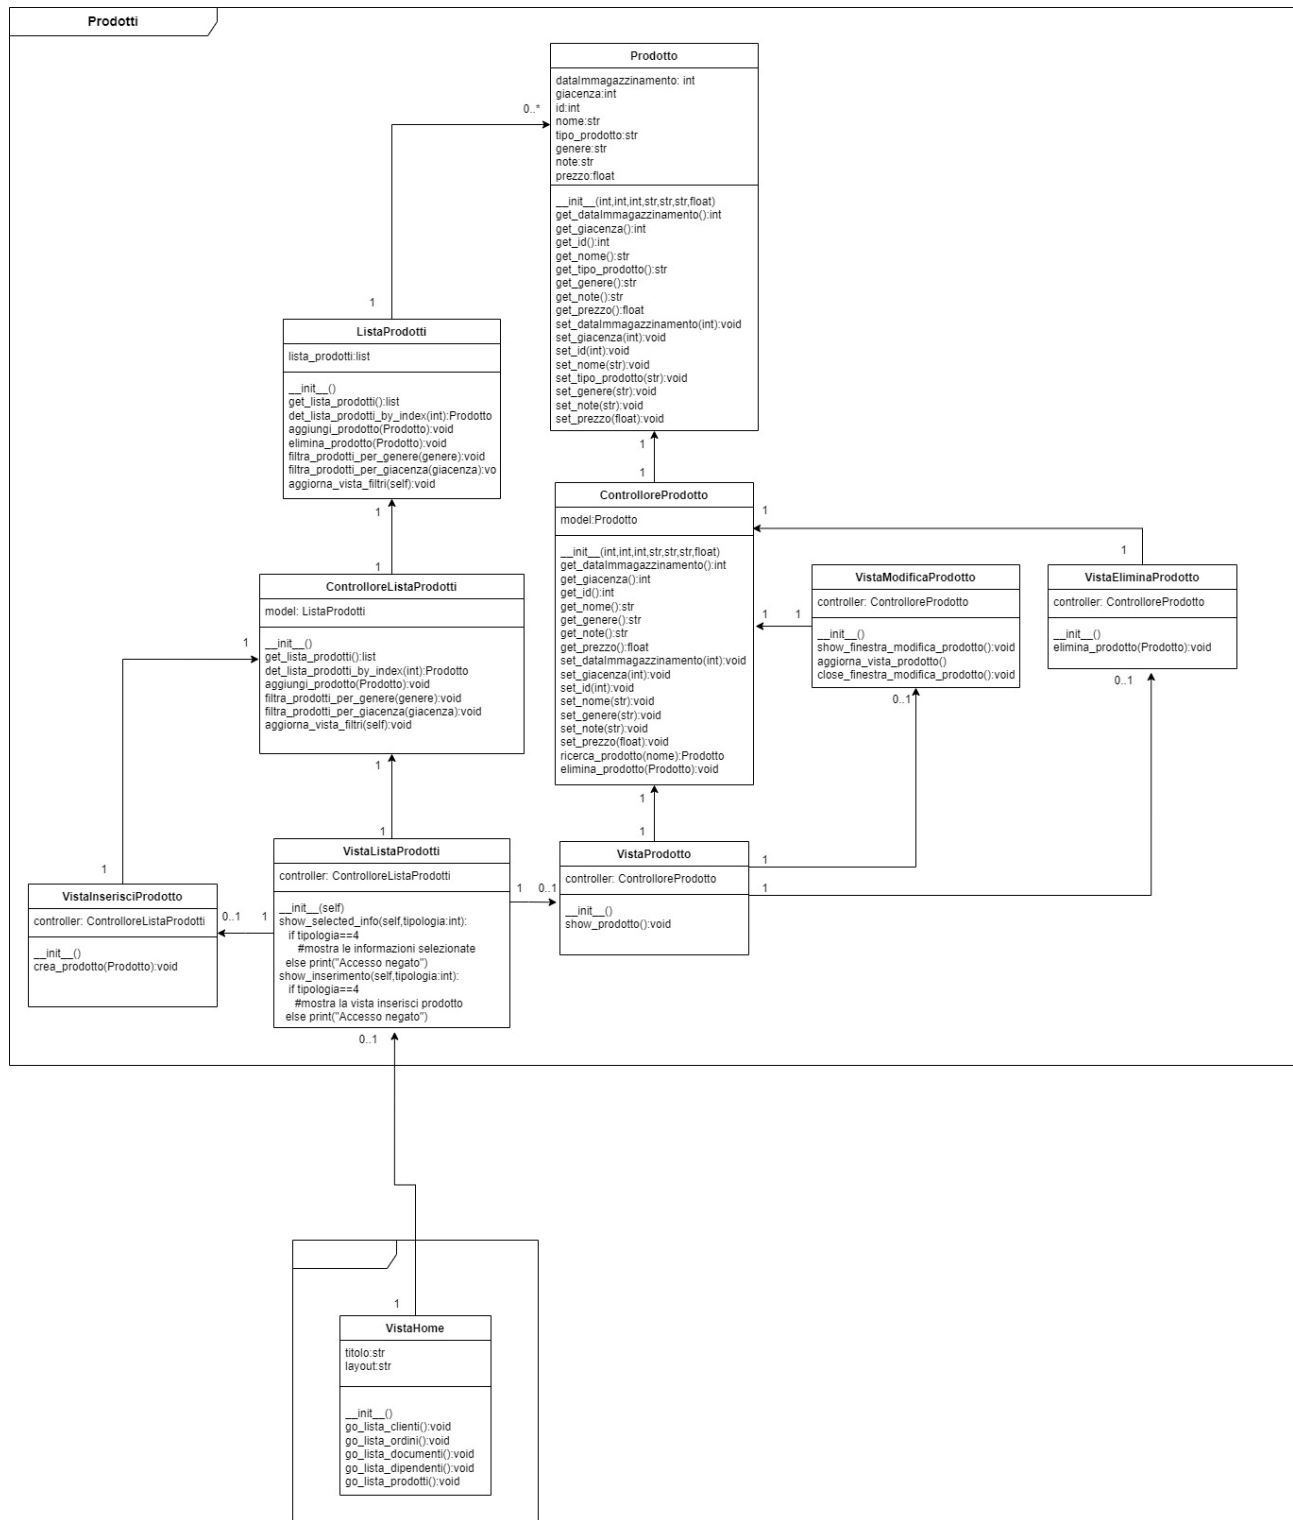 Prodotti
Prodotto
dataImmagazzinamento: int
giacenza:int
id:int
nome:str
tipo_prodotto:str
genere:str
note:str
prezzo:float
__init__(int,int,int,str,str,str,float)
get_dataImmagazzinamento():int
get_giacenza():int
get_id():int
get_nome():str
get_tipo_prodotto():str
get_genere():str
get_note():str
get_prezzo():float
set_dataImmagazzinamento(int):void
set_giacenza(int):void
set_id(int):void
set_nome(str):void
set_tipo_prodotto(str):void
set_genere(str):void
set_note(str):void
set_prezzo(float):void
0..*
1
ListaProdotti
lista_prodotti:list
__init__()
get_lista_prodotti():list
det_lista_prodotti_by_index(int):Prodotto
aggiungi_prodotto(Prodotto):void
elimina_prodotto(Prodotto):void
filtra_prodotti_per_genere(genere):void
filtra_prodotti_per_giacenza(giacenza):vo
aggiorna_vista_filtri(self):void
1
1
ControlloreListaProdotti
model: ListaProdotti
__init__()
get_lista_prodotti():list
det_lista_prodotti_by_index(int):Prodotto
aggiungi_prodotto(Prodotto):void
filtra_prodotti_per_genere(genere):void
filtra_prodotti_per_giacenza(giacenza):void
aggiorna_vista_filtri(self):void
1
1
1
1
1
ControlloreProdotto
model:Prodotto
__init__(int,int,int,str,str,str,float)
get_dataImmagazzinamento():int
get_giacenza():int
get_id():int
get_nome():str
get_genere():str
get_note():str
get_prezzo():float
set_dataImmagazzinamento(int):void
set_giacenza(int):void
set_id(int):void
set_nome(str):void
set_genere(str):void
set_note(str):void
set_prezzo(float):void
ricerca_prodotto(nome):Prodotto
elimina_prodotto(Prodotto):void
1
1
1
1
VistaModificaProdotto
controller: ControlloreProdotto
__init__()
show_finestra_modifica_prodotto():void
aggiorna_vista_prodotto()
close_finestra_modifica_prodotto():void
0..1
VistaEliminaProdotto
controller: ControlloreProdotto
__init__()
elimina_prodotto(Prodotto):void
0..1
1
1
1
VistaInserisciProdotto
controller: ControlloreListaProdotti
__init__()
crea_prodotto(Prodotto):void
0..1
1
VistaListaProdotti
controller: ControlloreListaProdotti
__init__(self)
show_selected_info(self,tipologia:int):
if tipologia==4
#mostra le informazioni selezionate
else print("Accesso negato")
show_inserimento(self,tipologia:int):
if tipologia==4
#mostra la vista inserisci prodotto
else print("Accesso negato")
1
0..1
VistaProdotto
controller: ControlloreProdotto
__init__()
show_prodotto():void
1
1
0..1
1
VistaHome
titolo:str
layout:str
__init__()
go_lista_clienti():void
go_lista_ordini():void
go_lista_documenti():void
go_lista_dipendenti():void
go_lista_prodotti():void